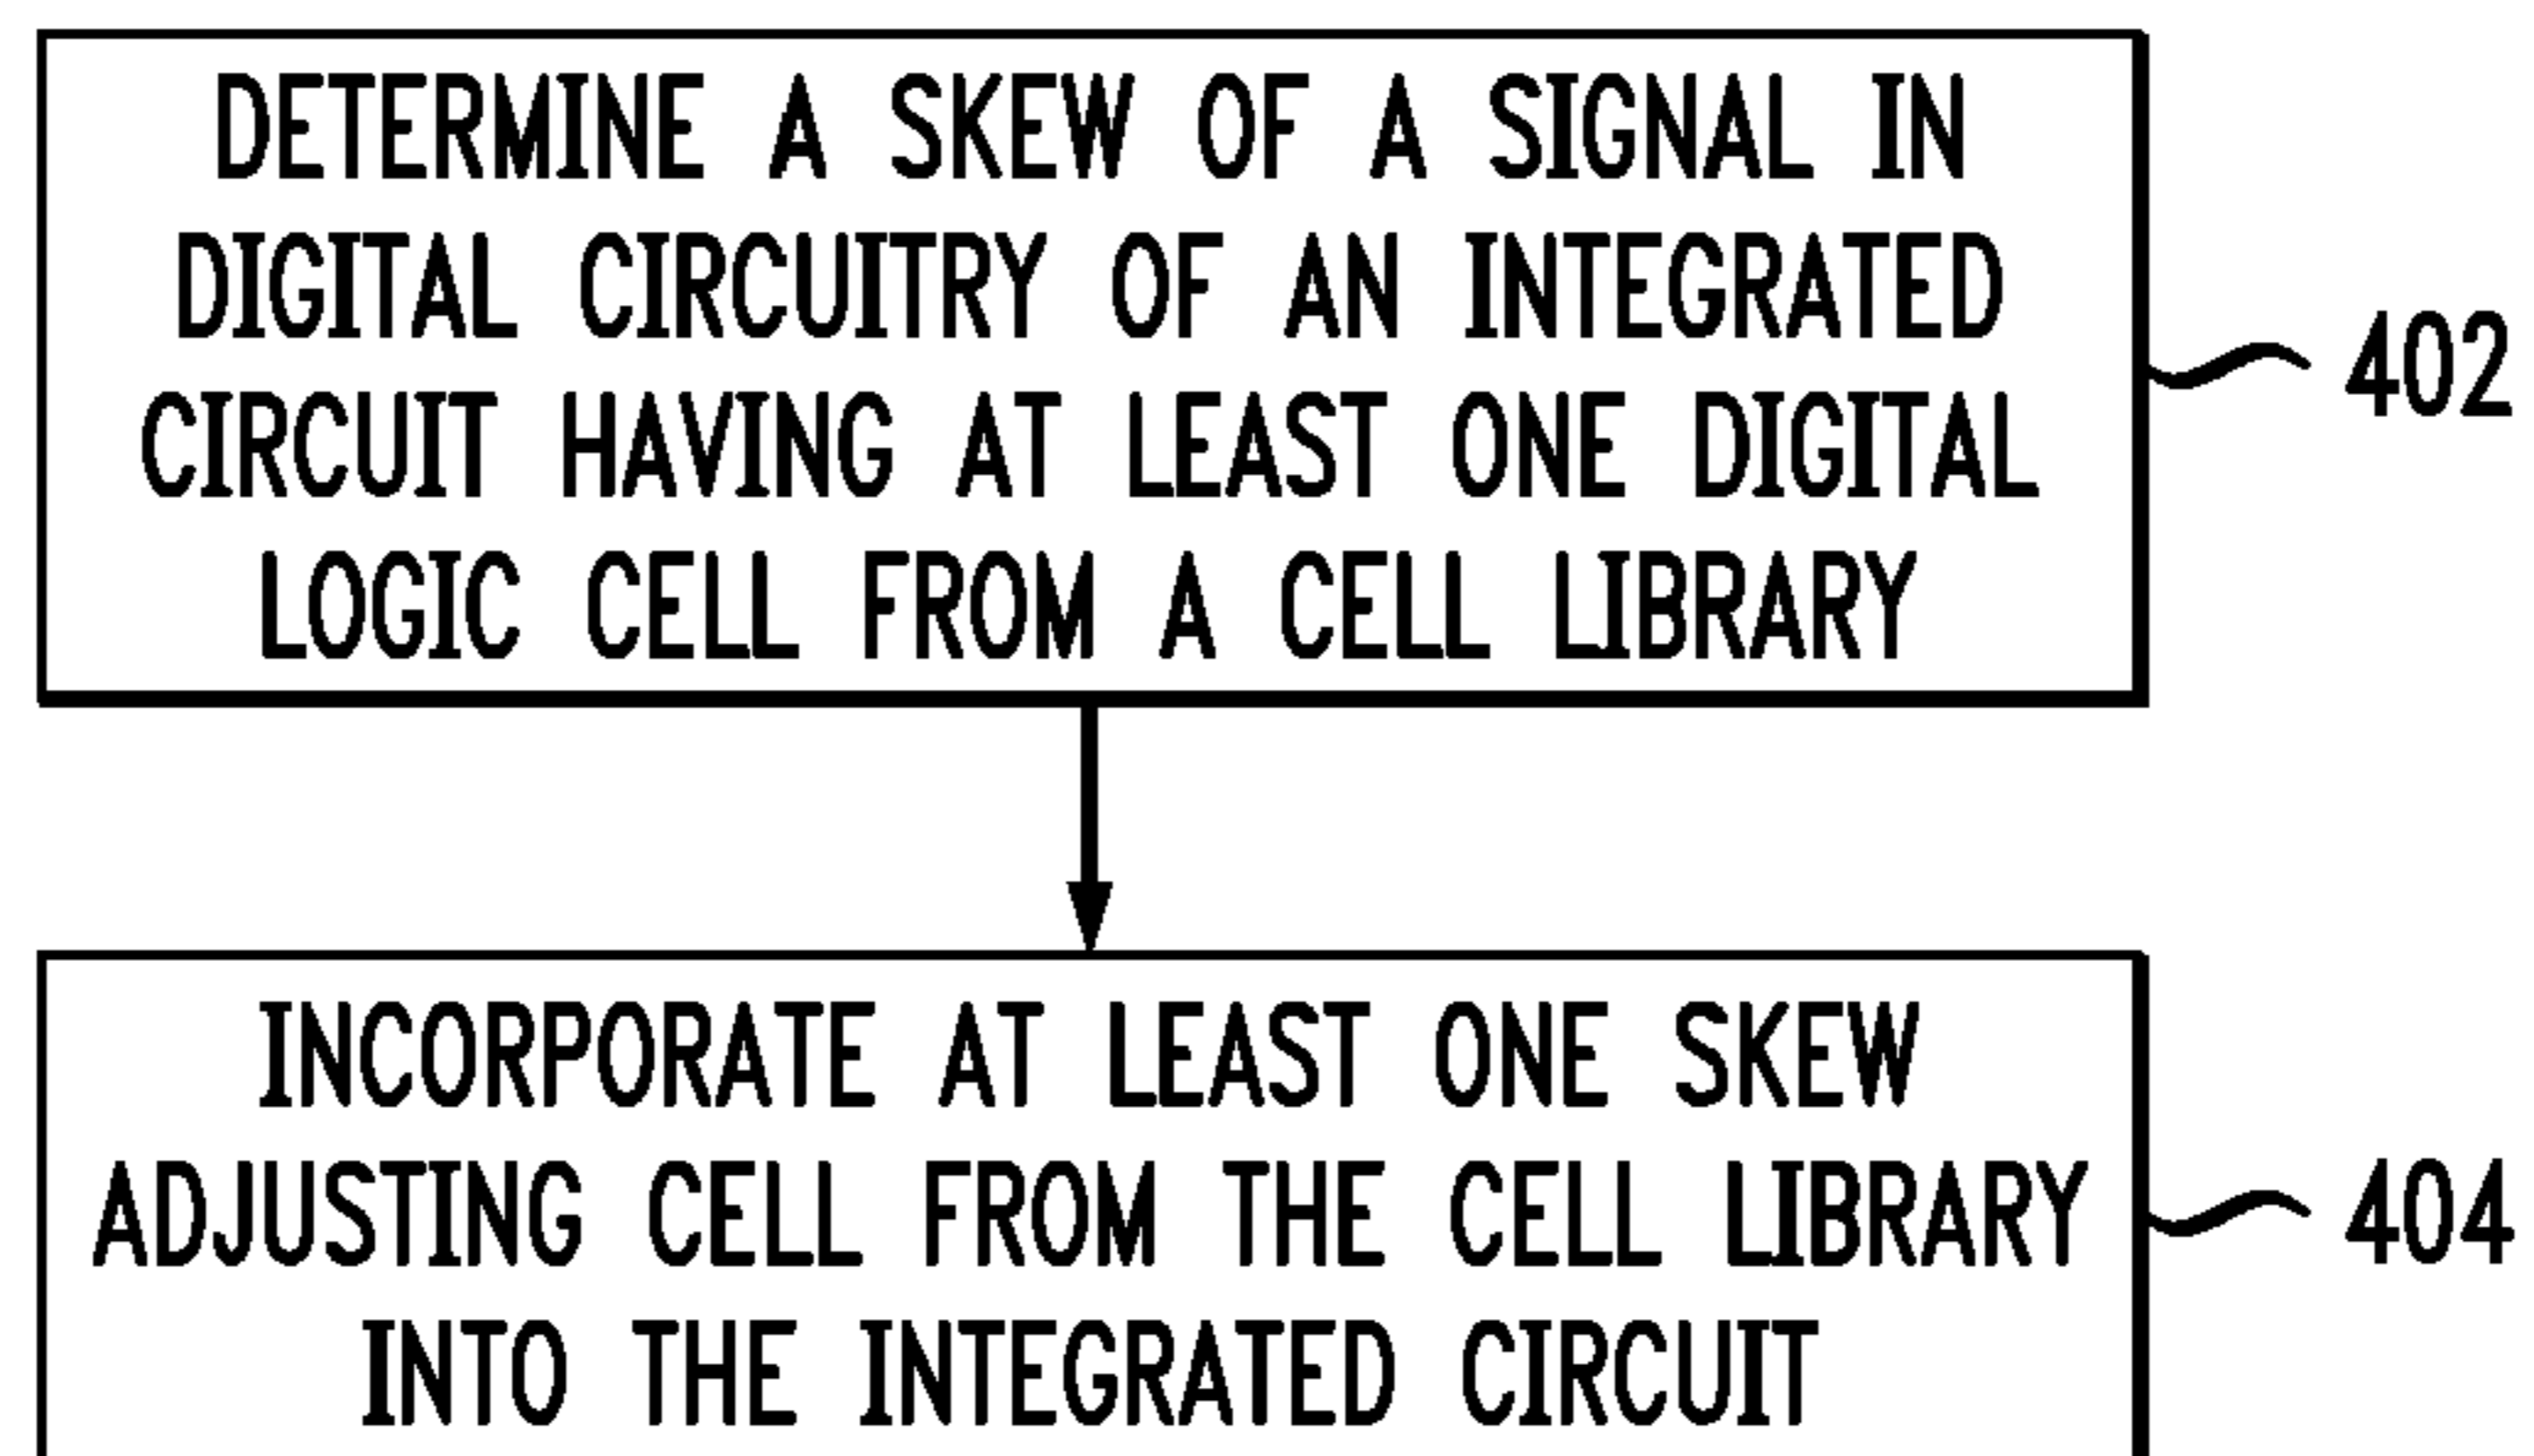 DETERMINE A SKEW OF A SIGNAL IN
DIGITAL CIRCUITRY OF AN INTEGRATED
CIRCUIT HAVING AT LEAST ONE DIGITAL
LOGIC CELL FROM A CELL LIBRARY
402
INCORPORATE AT LEAST ONE SKEW
ADJUSTING CELL FROM THE CELL LIBRARY
INTO THE INTEGRATED CIRCUIT
404